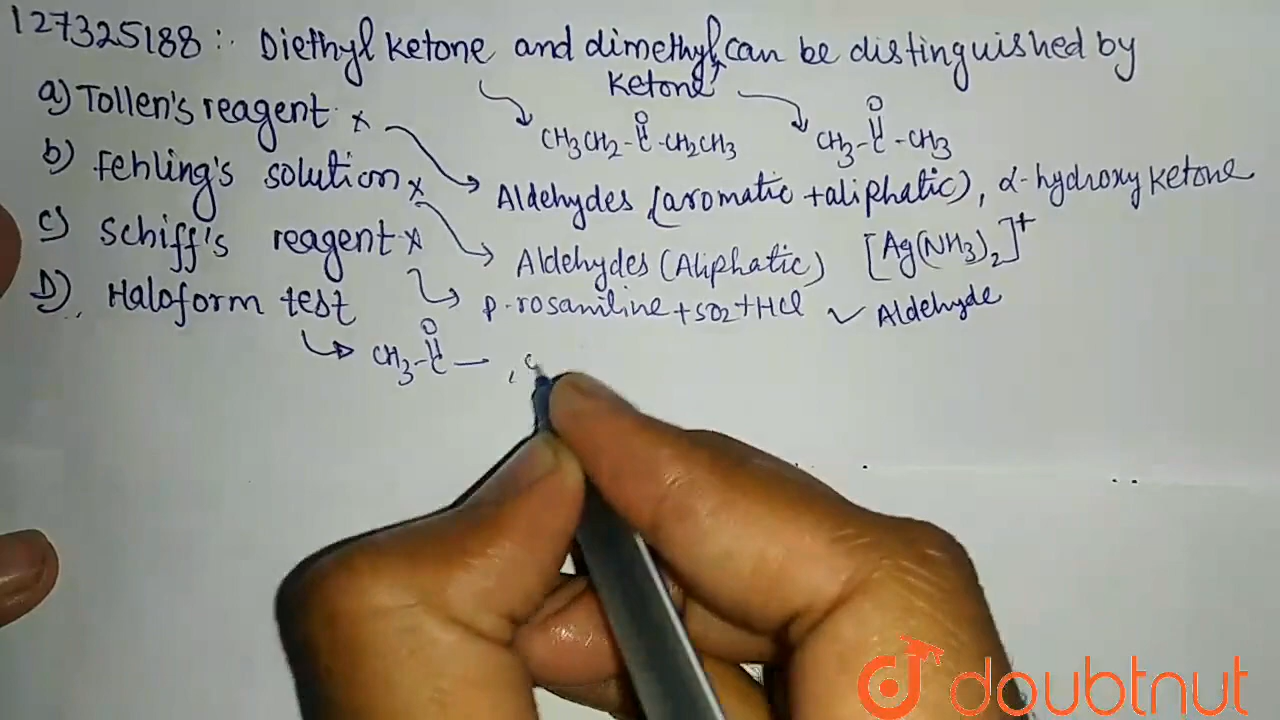 127325188:. Diethyl ketone and dimethyl, can be distinguished by
ketone
a) Tollen's reagent x
CH3CH2-C-CH2CH3
O
CH3-C-CH3
O
Aldehydes (aromatic + aliphatic), α-hydroxy ketone
b) Fehling's solution x
Aldehydes (Aliphatic) [Ag(NH3)2]+
c) Schiff's reagent x
p-rosaniline + SO2 + HCl ✓ Aldehyde
D) Haloform test
O
CH3-C-,
doubtnut